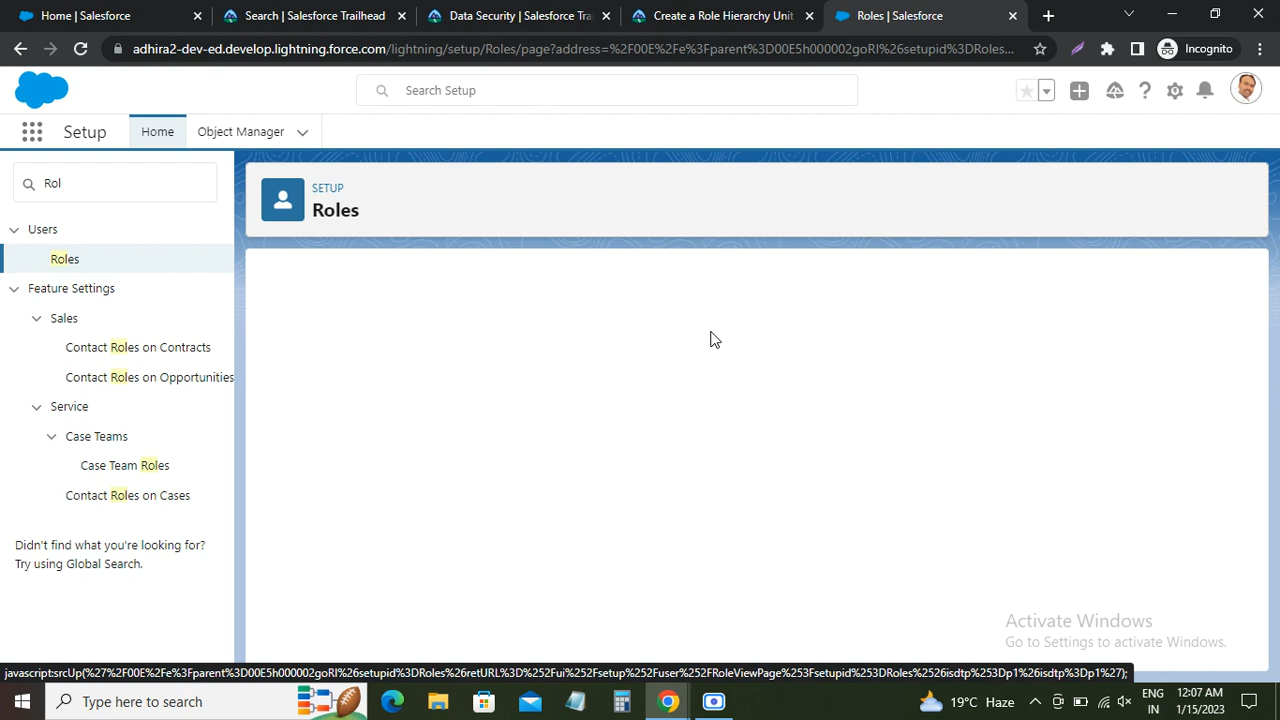 Home | Salesforce
Search | Salesforce Trailhead
Data Security | Salesforce Tra
Create a Role Hierarchy Unit
Roles | Salesforce
adhira2-dev-ed.develop.lightning.force.com/lightning/setup/Roles/page?address=%2F00E%2Fe%3Fparent%3D00E5h000002goRI%26setupid%3DRoles...
Incognito
Search Setup
Setup
Home
Object Manager
Rol
Users
Roles
Feature Settings
Sales
Contact Roles on Contracts
Contact Roles on Opportunities
Service
Case Teams
Case Team Roles
Contact Roles on Cases
Didn't find what you're looking for?
Try using Global Search.
SETUP
Roles
Activate Windows
Go to Settings to activate Windows.
javascript:srcUp(%27%2F00E%2Fe%3Fparent%3D00E5h000002goRI%26setupid%3DRoles%26retURL%3D%252Fui%252Fsetup%252Fuser%252FRoleViewPage%253Fsetupid%253DRoles%2526isdtp%253Dp1%26isdtp%3Dp1%27);
Type here to search
19°C Haze
ENG
IN
12:07 AM
1/15/2023